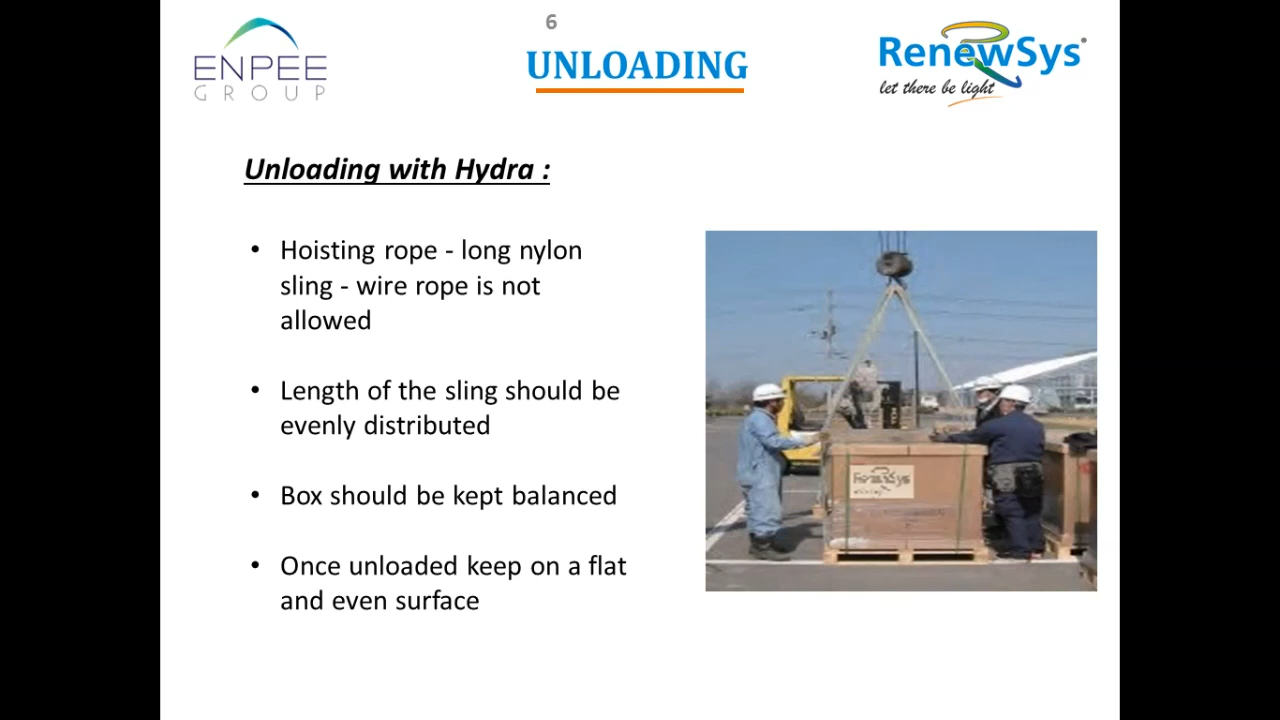 6
ENPEE
GROUP
UNLOADING
RenewSys
let there be light
Unloading with Hydra :
• Hoisting rope - long nylon
sling - wire rope is not
allowed
• Length of the sling should be
evenly distributed
• Box should be kept balanced
• Once unloaded keep on a flat
and even surface
RenewSys